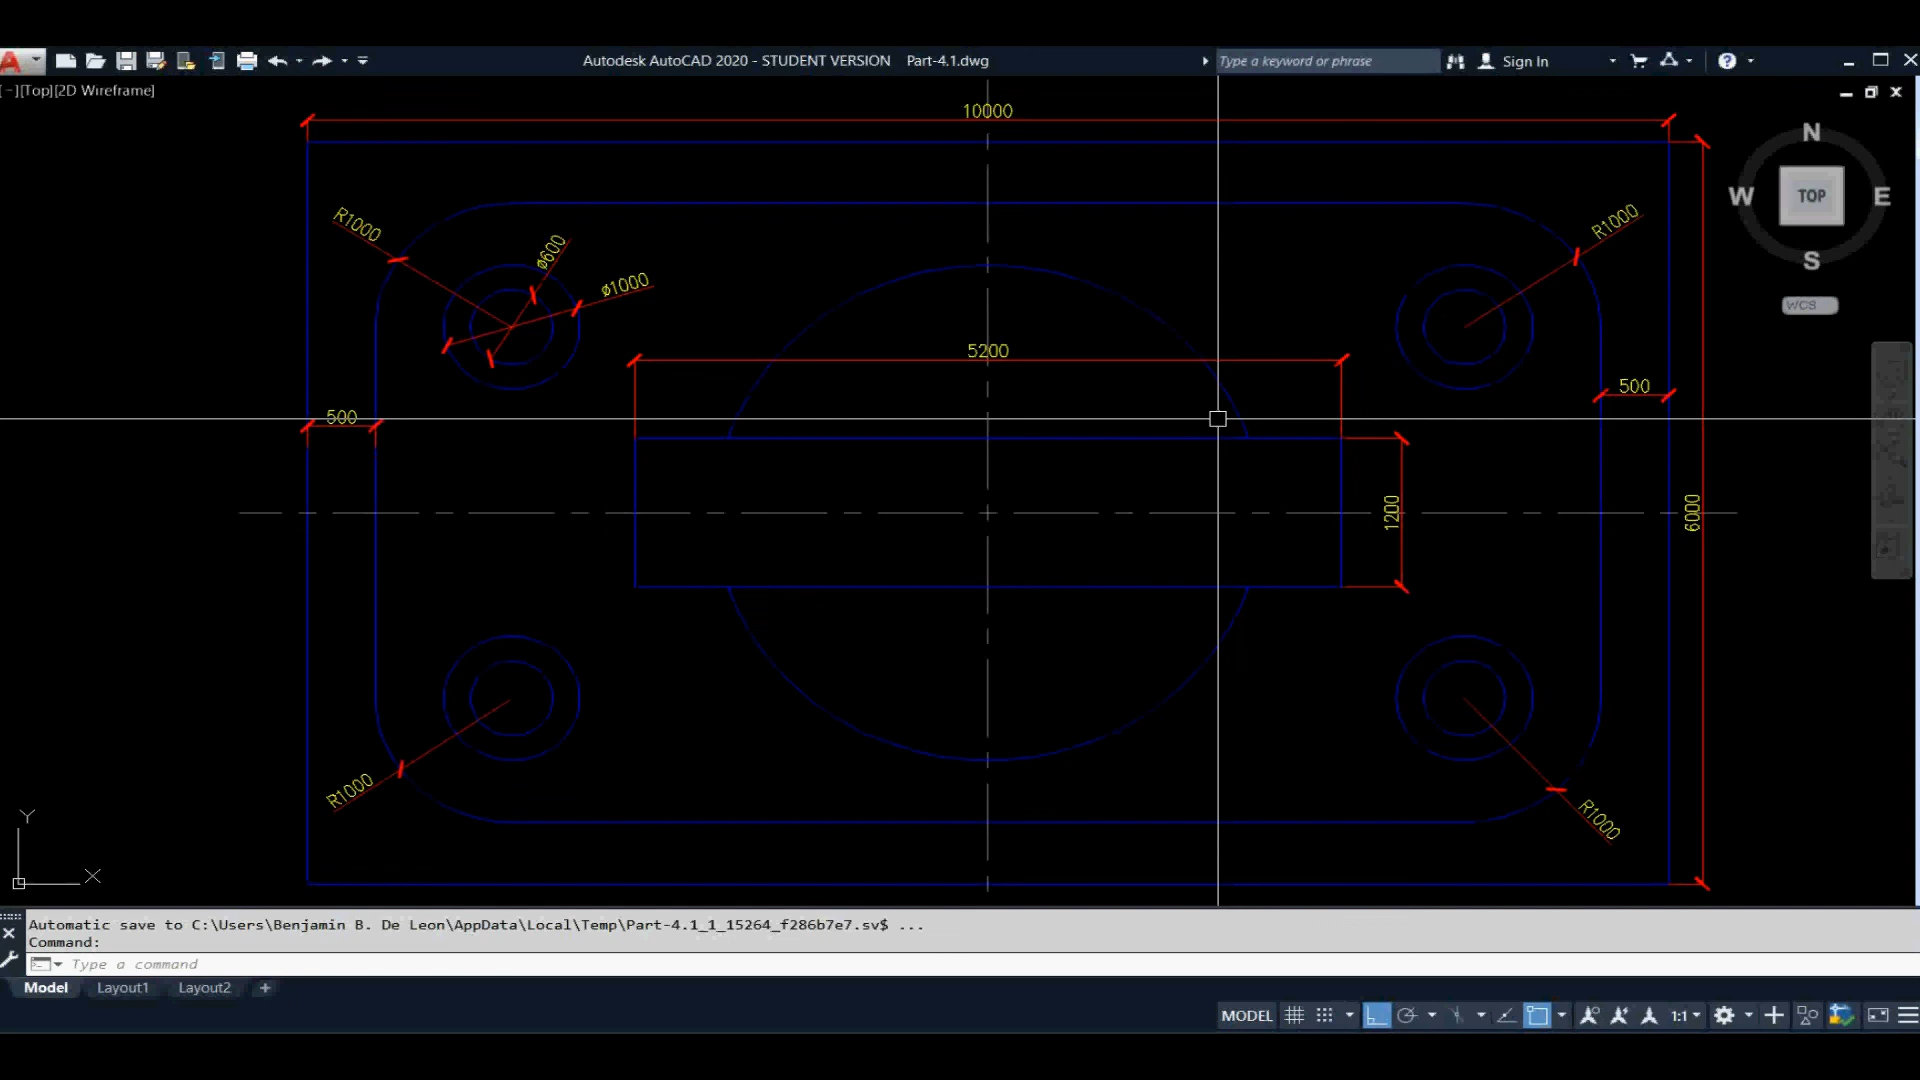 Autodesk AutoCAD 2020 - STUDENT VERSION Part-4.1.dwg
Type a keyword or phrase
Sign In
[-][Top][2D Wireframe]
10000
N
W
TOP
E
S
WCS
R1000
ø600
ø1000
R1000
5200
500
500
1200
6000
R1000
R1000
Y
X
Automatic save to C:\Users\Benjamin B. De Leon\AppData\Local\Temp\Part-4.1_1_15264_f286b7e7.sv$ ...
Command:
Type a command
Model Layout1 Layout2 +
MODEL
1:1